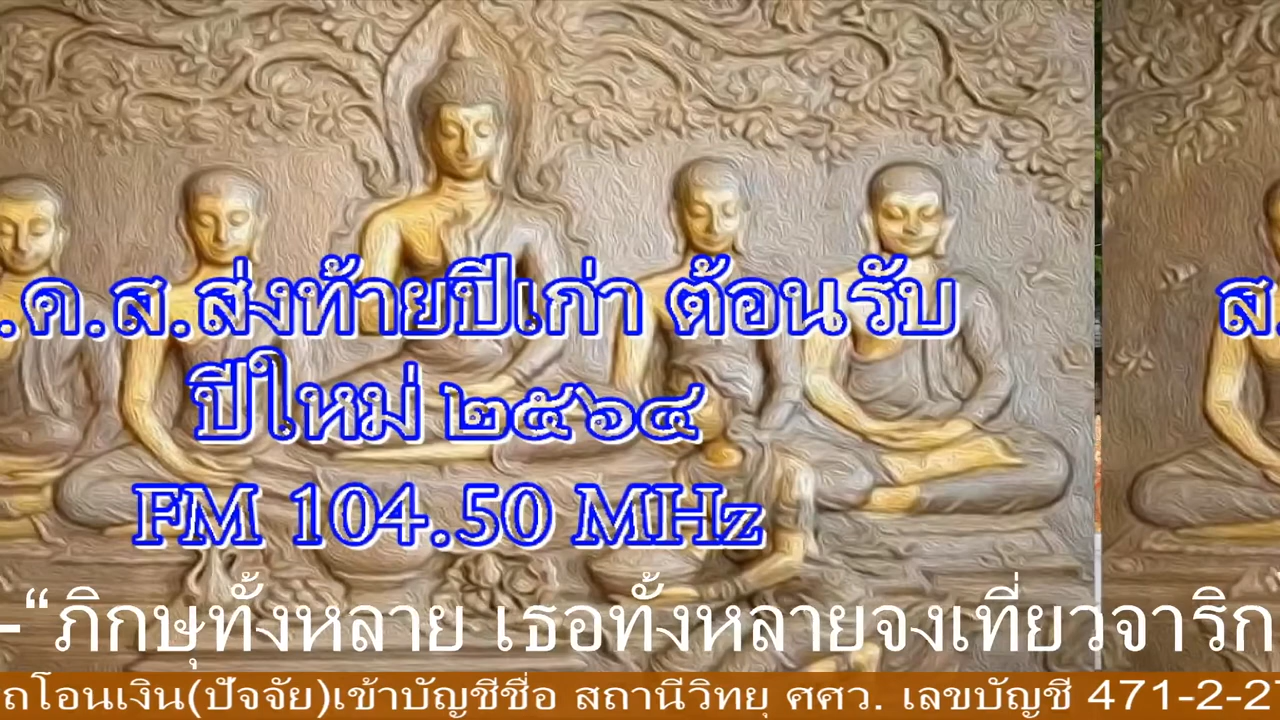 .ค.ส.ส่งท้ายปีเก่า ต้อนรับ
ปีใหม่ ๒๕๖๔
FM 104.50 MHz
ส.
- “ภิกษุทั้งหลาย เธอทั้งหลายจงเที่ยวจาริก
ถโอนเงิน(ปัจจัย)เข้าบัญชีชื่อ สถานีวิทยุ ศศว. เลขบัญชี 471-2-27